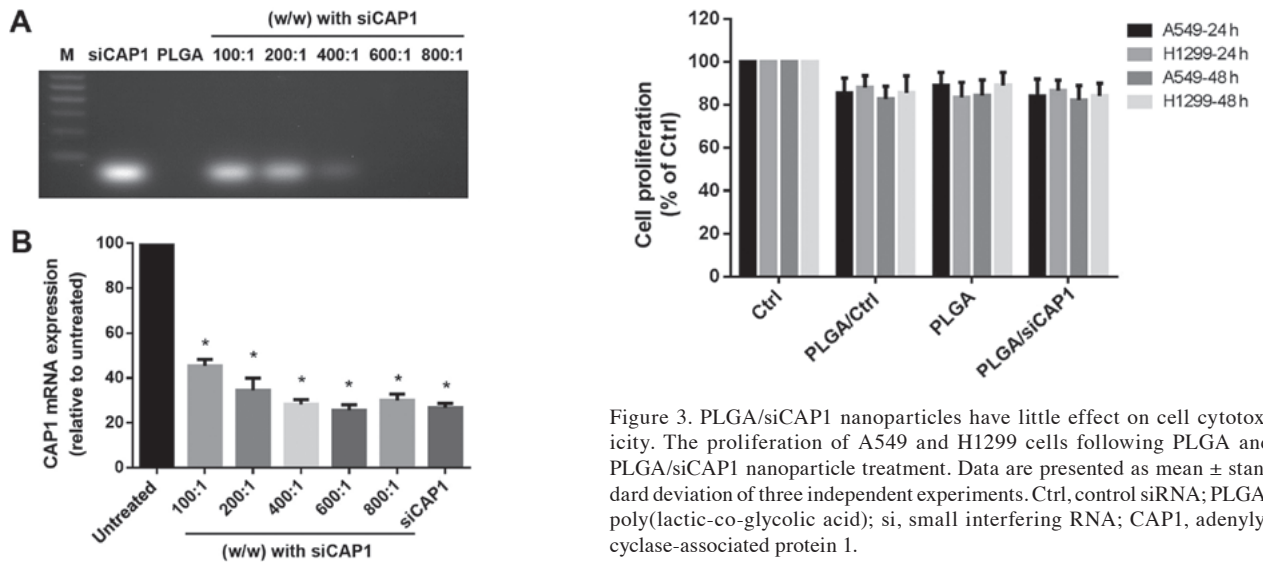 A
(w/w) with siCAP1
M siCAP1 PLGA 100:1 200:1 400:1 600:1 800:1
B
CAP1 mRNA expression
(relative to untreated)
100
80
60
40
20
0
* * * * * *
Untreated
100:1
200:1
400:1
600:1
800:1
siCAP1
(w/w) with siCAP1
Cell proliferation
(% of Ctrl)
120
100
80
60
40
20
0
A549-24 h
H1299-24 h
A549-48 h
H1299-48 h
Ctrl
PLGA/Ctrl
PLGA
PLGA/siCAP1
Figure 3. PLGA/siCAP1 nanoparticles have little effect on cell cytotox
icity. The proliferation of A549 and H1299 cells following PLGA and
PLGA/siCAP1 nanoparticle treatment. Data are presented as mean ± stan
dard deviation of three independent experiments. Ctrl, control siRNA; PLGA
poly(lactic-co-glycolic acid); si, small interfering RNA; CAP1, adenyly
cyclase-associated protein 1.